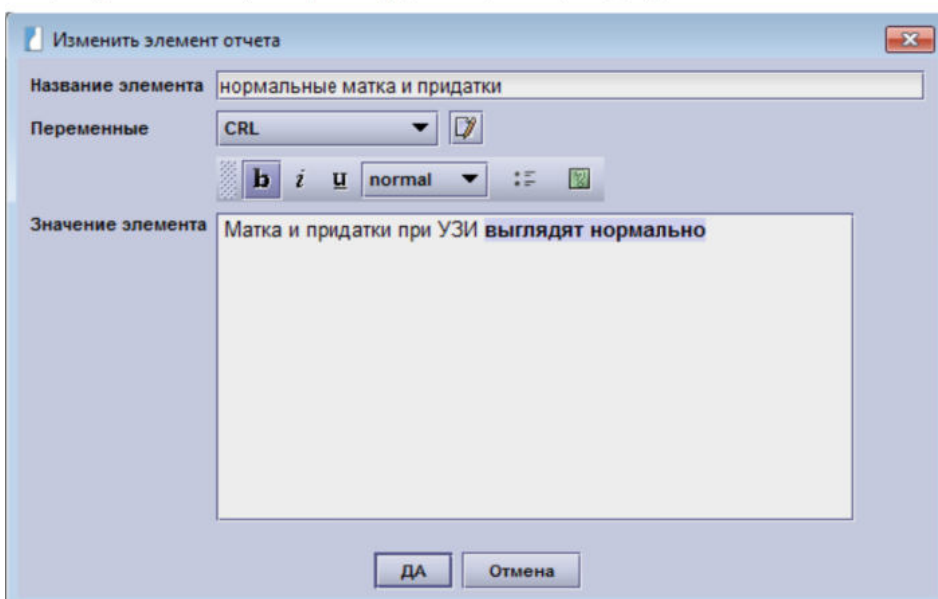 Изменить элемент отчета
Название элемента нормальные матка и придатки
Переменные CRL
b i u normal
Значение элемента Матка и придатки при УЗИ выглядят нормально
ДА Отмена